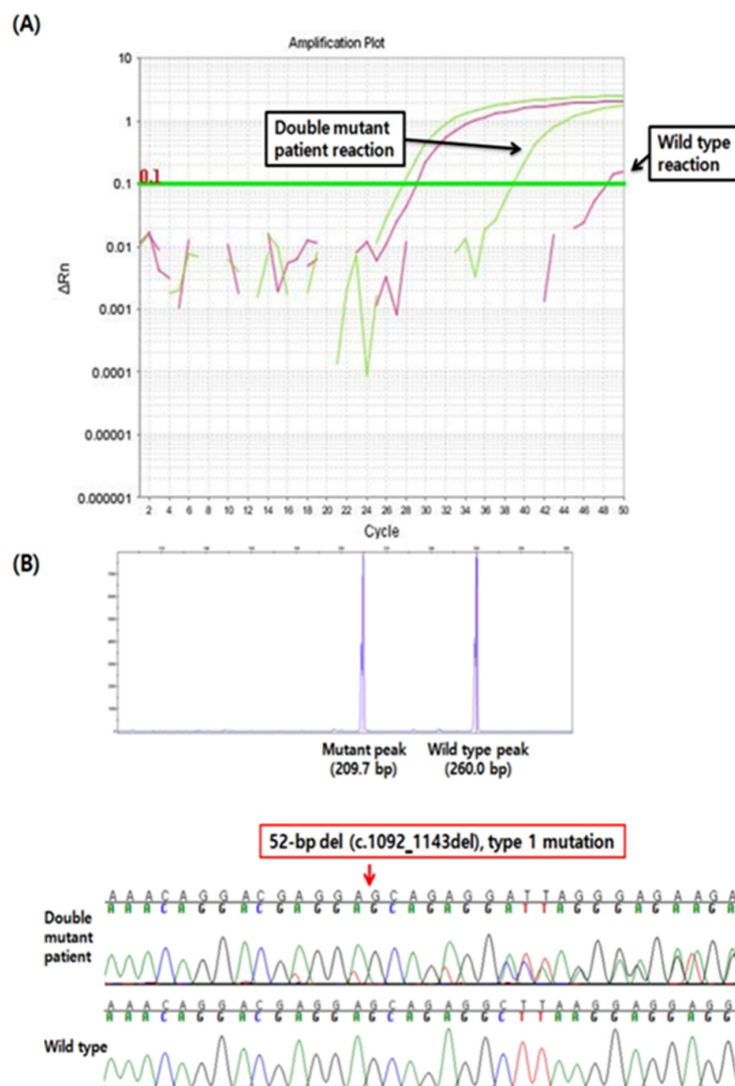 (A)
Amplification Plot
10
1
0.1
0.01
0.001
0.0001
0.00001
0.000001
ΔRn
0.1
Double mutant
patient reaction
Wild type
reaction
2 4 6 8 10 12 14 16 18 20 22 24 26 28 30 32 34 36 38 40 42 44 46 48 50
Cycle
(B)
Mutant peak
(209.7 bp)
Wild type peak
(260.0 bp)
52-bp del (c.1092_1143del), type 1 mutation
A A A C A G G A C G A G G A G C A G A G G A T T A G G G A G A A G A
A A A C A G G A C G A G G A G C A G A G G A T T A G G G A G A A G A
Double
mutant
patient
A A A C A G G A C G A G G A G C A G A G G C T T A A G G A G G A G G
A A A C A G G A C G A G G A G C A G A G G C T T A A G G A G G A G G
Wild type